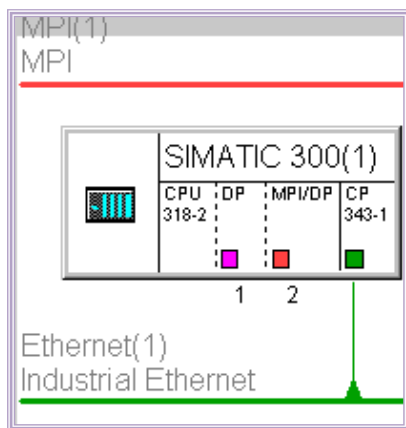 MPI(1)
MPI
SIMATIC 300(1)
CPU 318-2
DP
MPI/DP
CP 343-1
1
2
Ethernet(1)
Industrial Ethernet